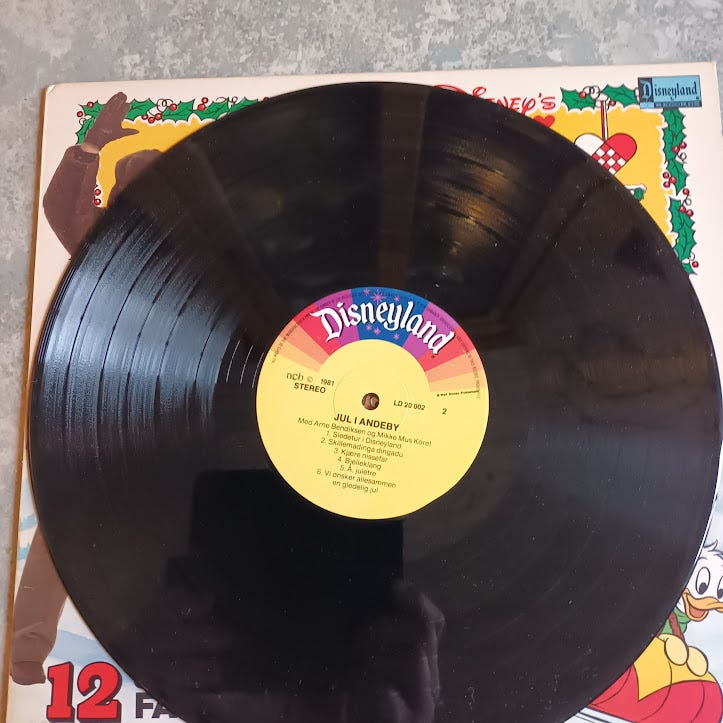 DISNEY'S
Disneyland
Disneyland
ncb © 1981
STEREO
LD 20 002 2
JUL I ANDEBY
Med Arne Bendiksen og Mikke Mus Koret
1. Sledetur i Disneyland
2. Skillemadinga dingadu
3. Kjære nissefar
4. Bjelleklang
5. Å, juletre
6. Vi ønsker allesammen
en gledelig jul
12
FA